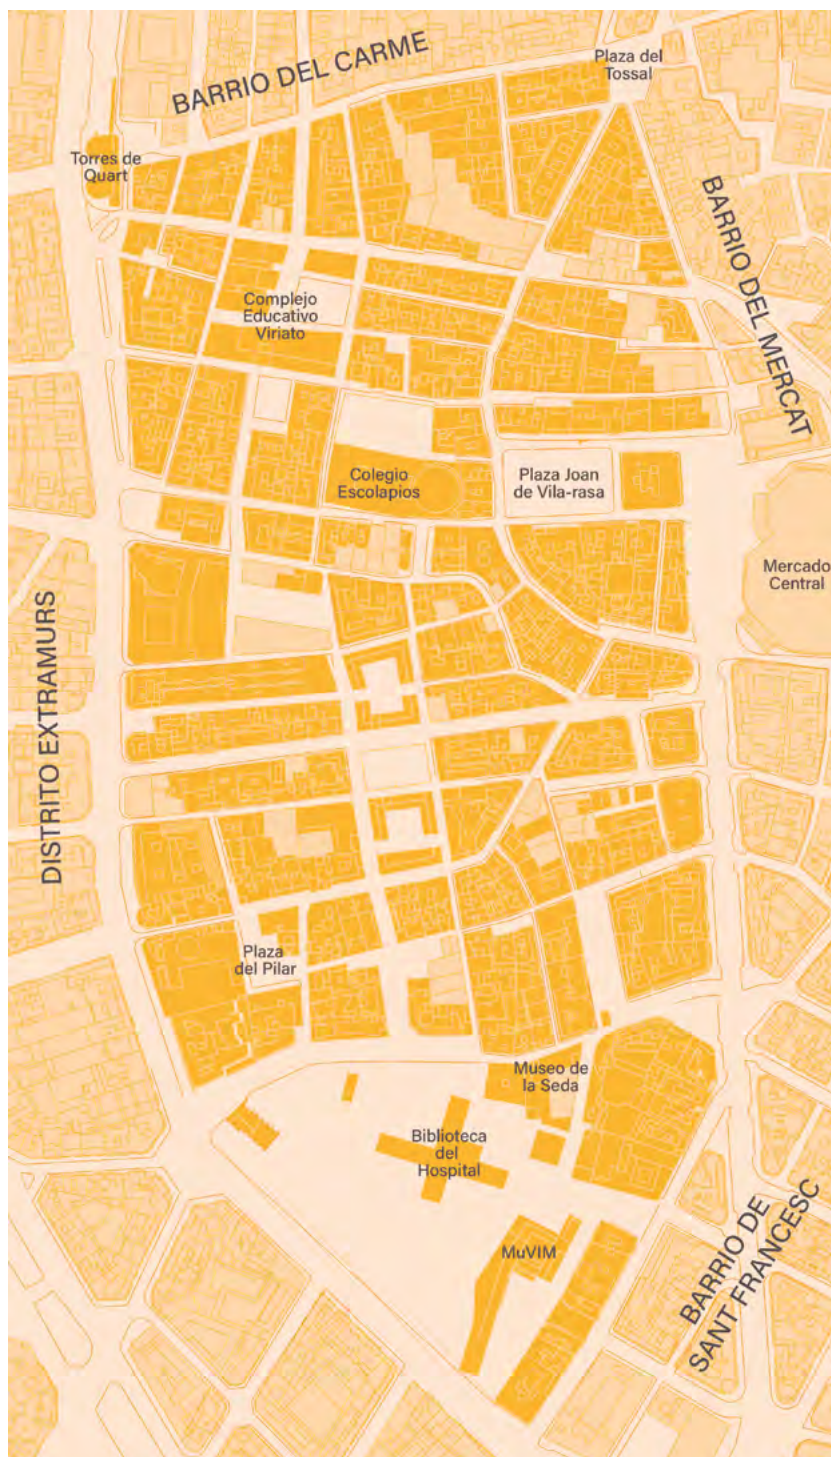 BARRIO DEL CARME
Plaza del
Tossal
Torres de
Quart
BARRIO DEL MERCAT
Complejo
Educativo
Viriato
Colegio
Escolapios
Plaza Joan
de Vila-rasa
Mercado
Central
DISTRITO EXTRAMURS
Plaza
del Pilar
Museo de
la Seda
Biblioteca
del
Hospital
MuVIM
BARRIO DE
SANT FRANCESC